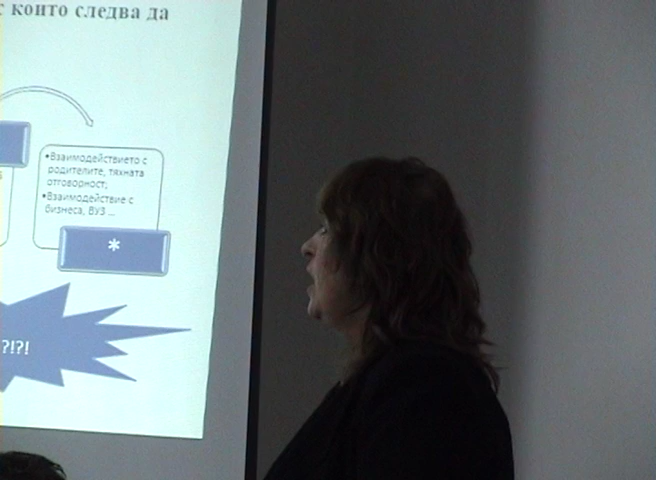 които следва да
•Взаимодействието с
родителите, тяхната
отговорност;
•Взаимодействие с
бизнеса, ВУЗ ...
*
?!?!